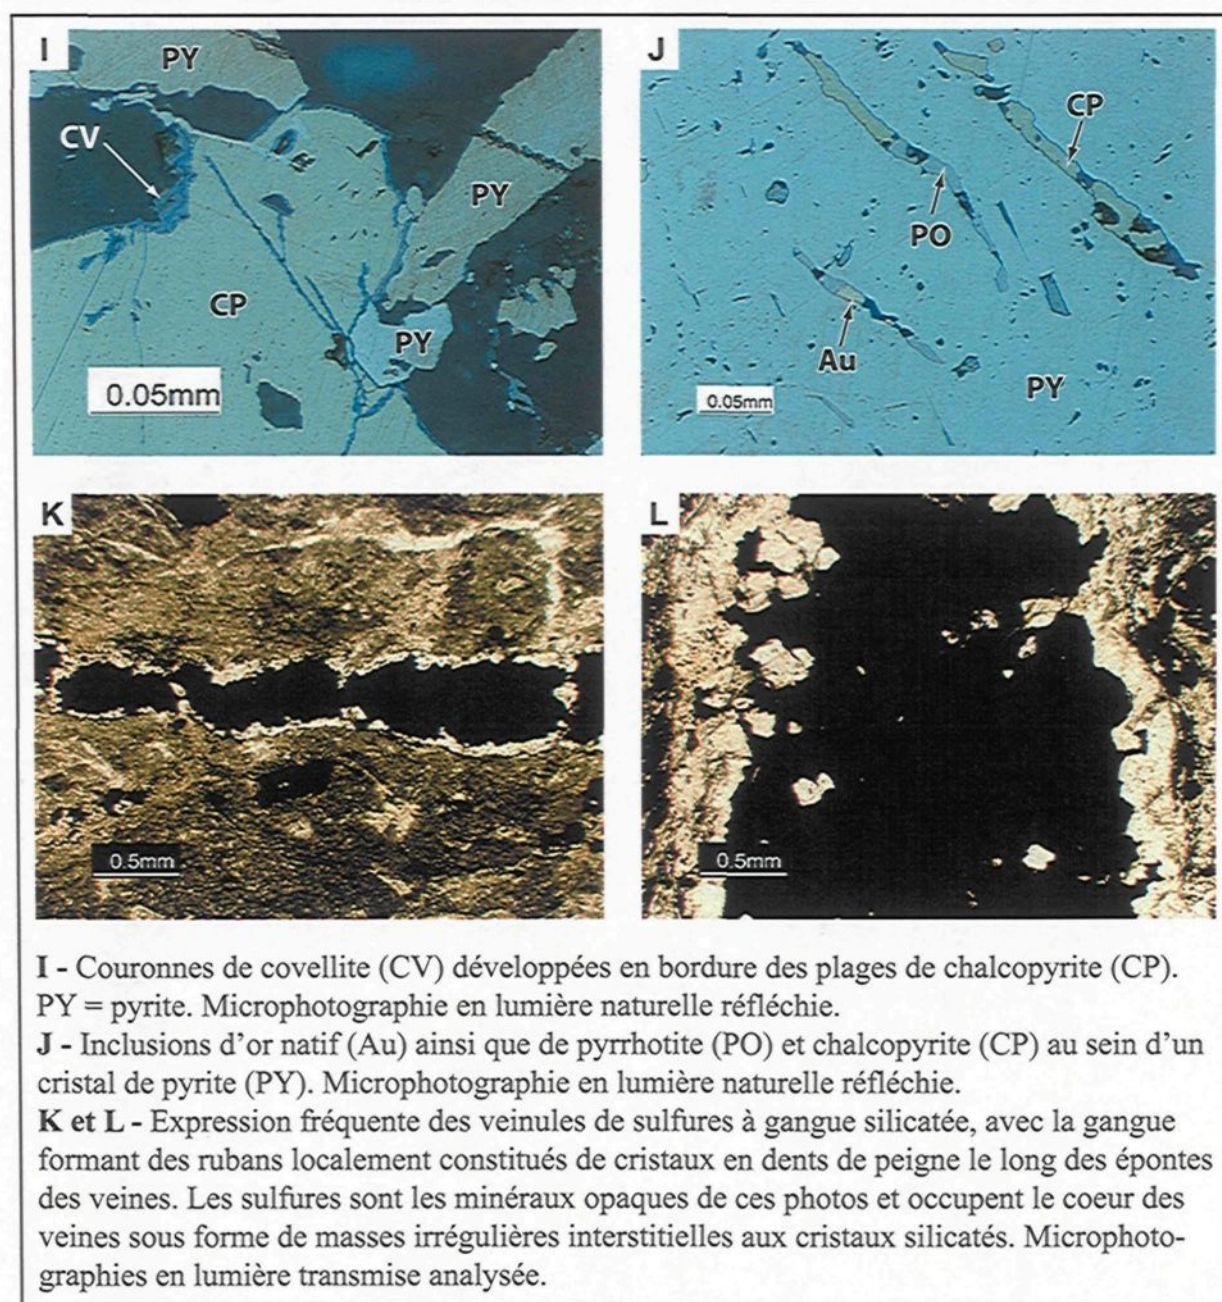 I
PY
CV
PY
CP
PY
0.05mm
J
CP
PO
Au
PY
0.05mm
K
0.5mm
L
0.5mm
I - Couronnes de covellite (CV) développées en bordure des plages de chalcopyrite (CP).
PY = pyrite. Microphotographie en lumière naturelle réfléchie.
J - Inclusions d'or natif (Au) ainsi que de pyrrhotite (PO) et chalcopyrite (CP) au sein d'un
cristal de pyrite (PY). Microphotographie en lumière naturelle réfléchie.
K et L - Expression fréquente des veinules de sulfures à gangue silicatée, avec la gangue
formant des rubans localement constitués de cristaux en dents de peigne le long des épontes
des veines. Les sulfures sont les minéraux opaques de ces photos et occupent le coeur des
veines sous forme de masses irrégulières interstitielles aux cristaux silicatés. Microphoto-
graphies en lumière transmise analysée.